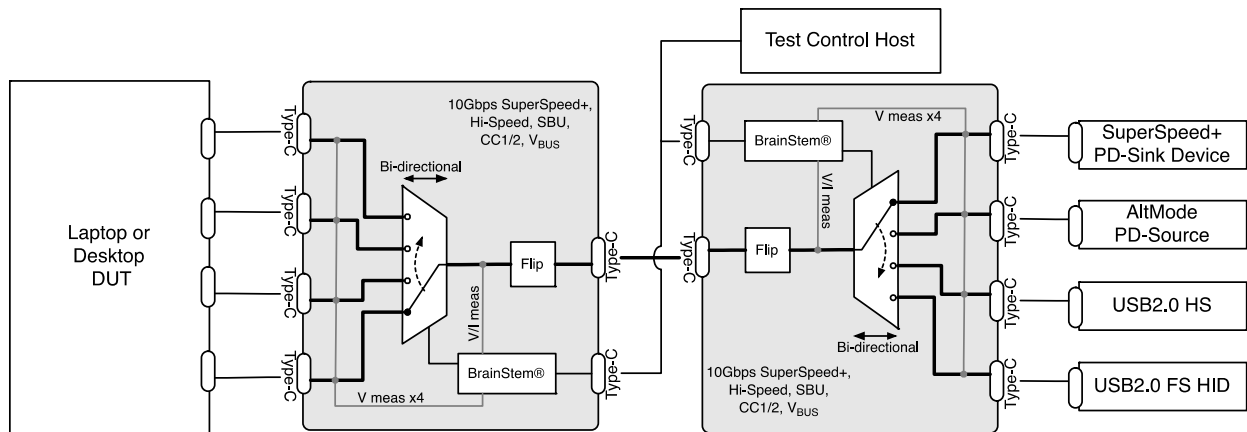 Laptop or
Desktop
DUT
Type-C
Type-C
Type-C
Type-C
10Gbps SuperSpeed+,
Hi-Speed, SBU,
CC1/2, VBUS
Bi-directional
Flip
V/I meas
BrainStem®
V meas x4
Type-C
Type-C
Test Control Host
Type-C
Type-C
BrainStem®
V meas x4
V/I meas
Flip
Bi-directional
10Gbps SuperSpeed+,
Hi-Speed, SBU,
CC1/2, VBUS
Type-C
Type-C
Type-C
Type-C
SuperSpeed+
PD-Sink Device
AltMode
PD-Source
USB2.0 HS
USB2.0 FS HID